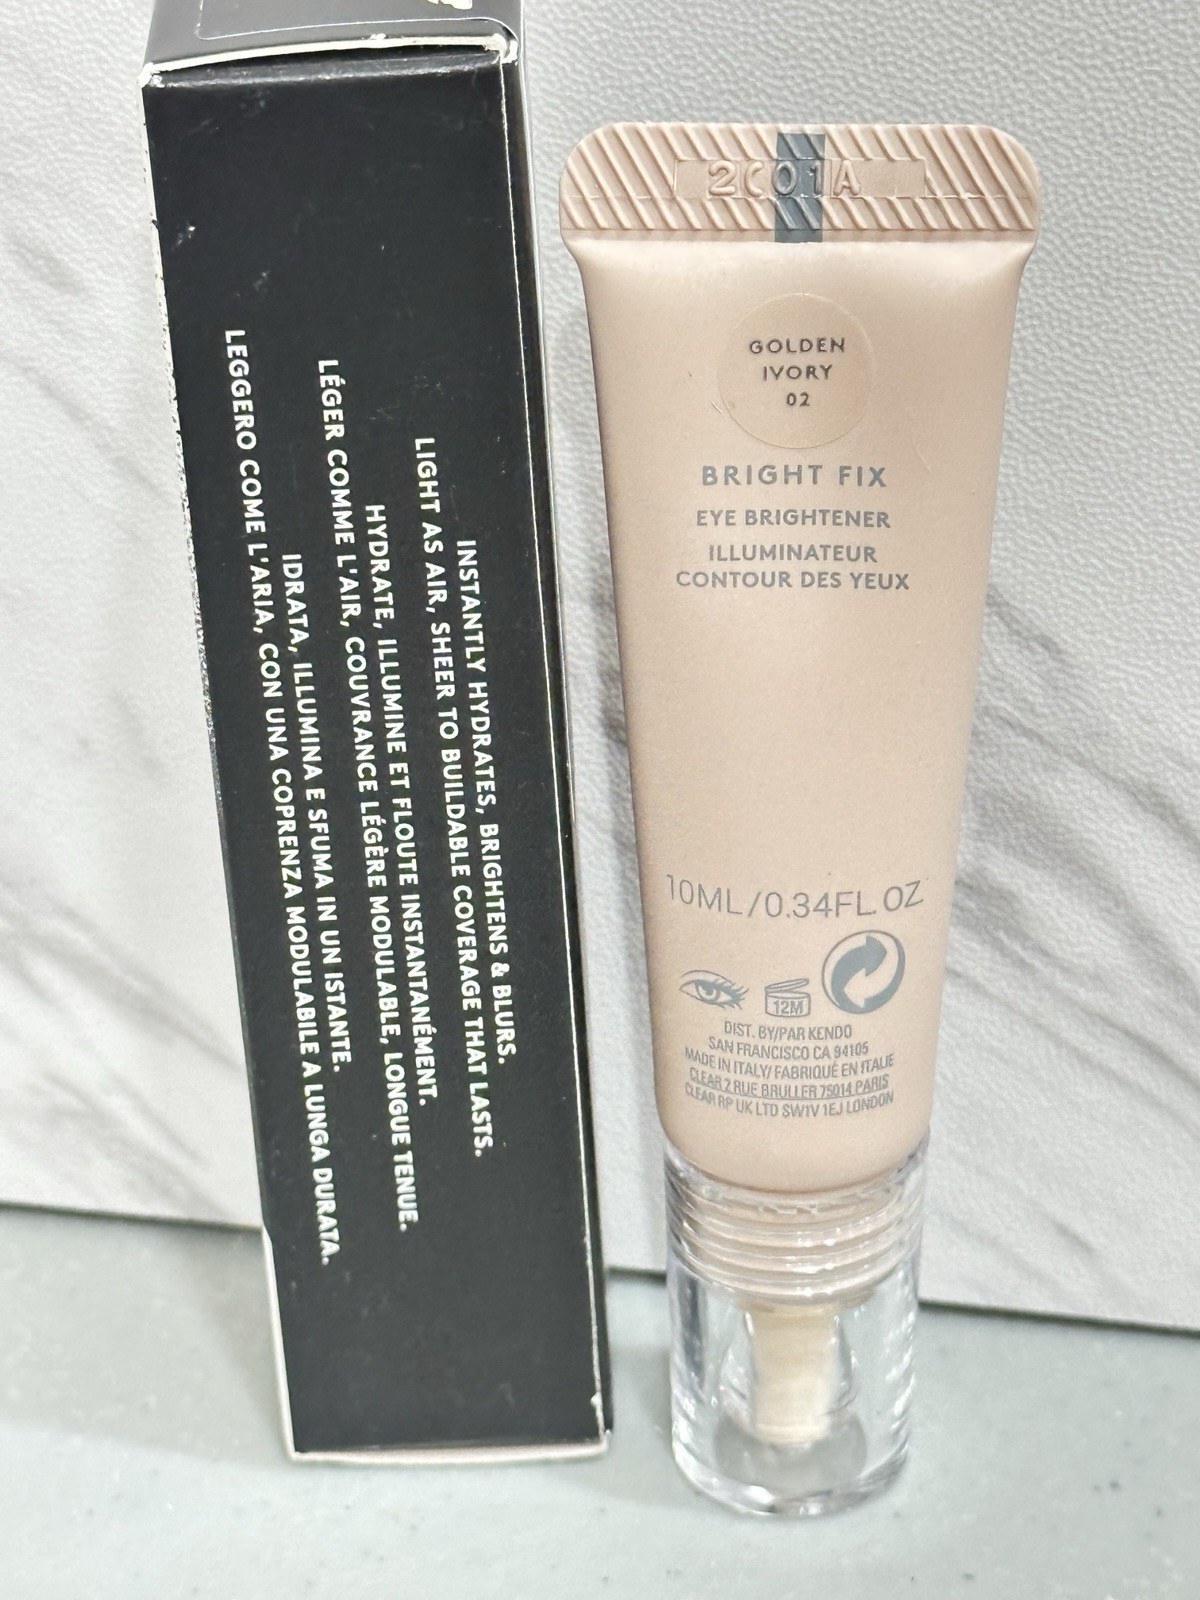 INSTANTLY HYDRATES, BRIGHTENS & BLURS.
LIGHT AS AIR, SHEER TO BUILDABLE COVERAGE THAT LASTS.
HYDRATE, ILLUMINE ET FLOUTE INSTANTANÉMENT.
LÉGER COMME L'AIR, COUVRANCE LÉGÈRE MODULABLE, LONGUE TENUE.
IDRATA, ILLUMINA E SFUMA IN UN ISTANTE.
LEGGERO COME L'ARIA, CON UNA COPRENZA MODULABILE A LUNGA DURATA.
2C01A
GOLDEN
IVORY
02
BRIGHT FIX
EYE BRIGHTENER
ILLUMINATEUR
CONTOUR DES YEUX
10ML/0.34FL.OZ
12M
DIST. BY/PAR KENDO
SAN FRANCISCO CA 94105
MADE IN ITALY/ FABRIQUÉ EN ITALIE
CLEAR 2 RUE BRULLER 75014 PARIS
CLEAR RP UK LTD SW1V 1EJ LONDON